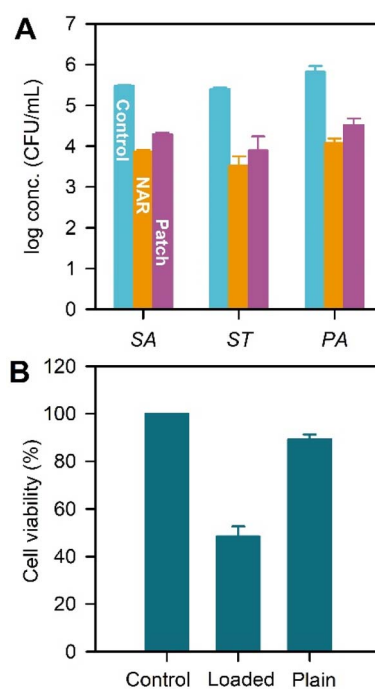 A
log conc. (CFU/mL)
7
6
5
4
3
2
1
0
Control
NAR
Patch
SA
ST
PA
B
Cell viability (%)
120
100
80
60
40
20
0
Control
Loaded
Plain